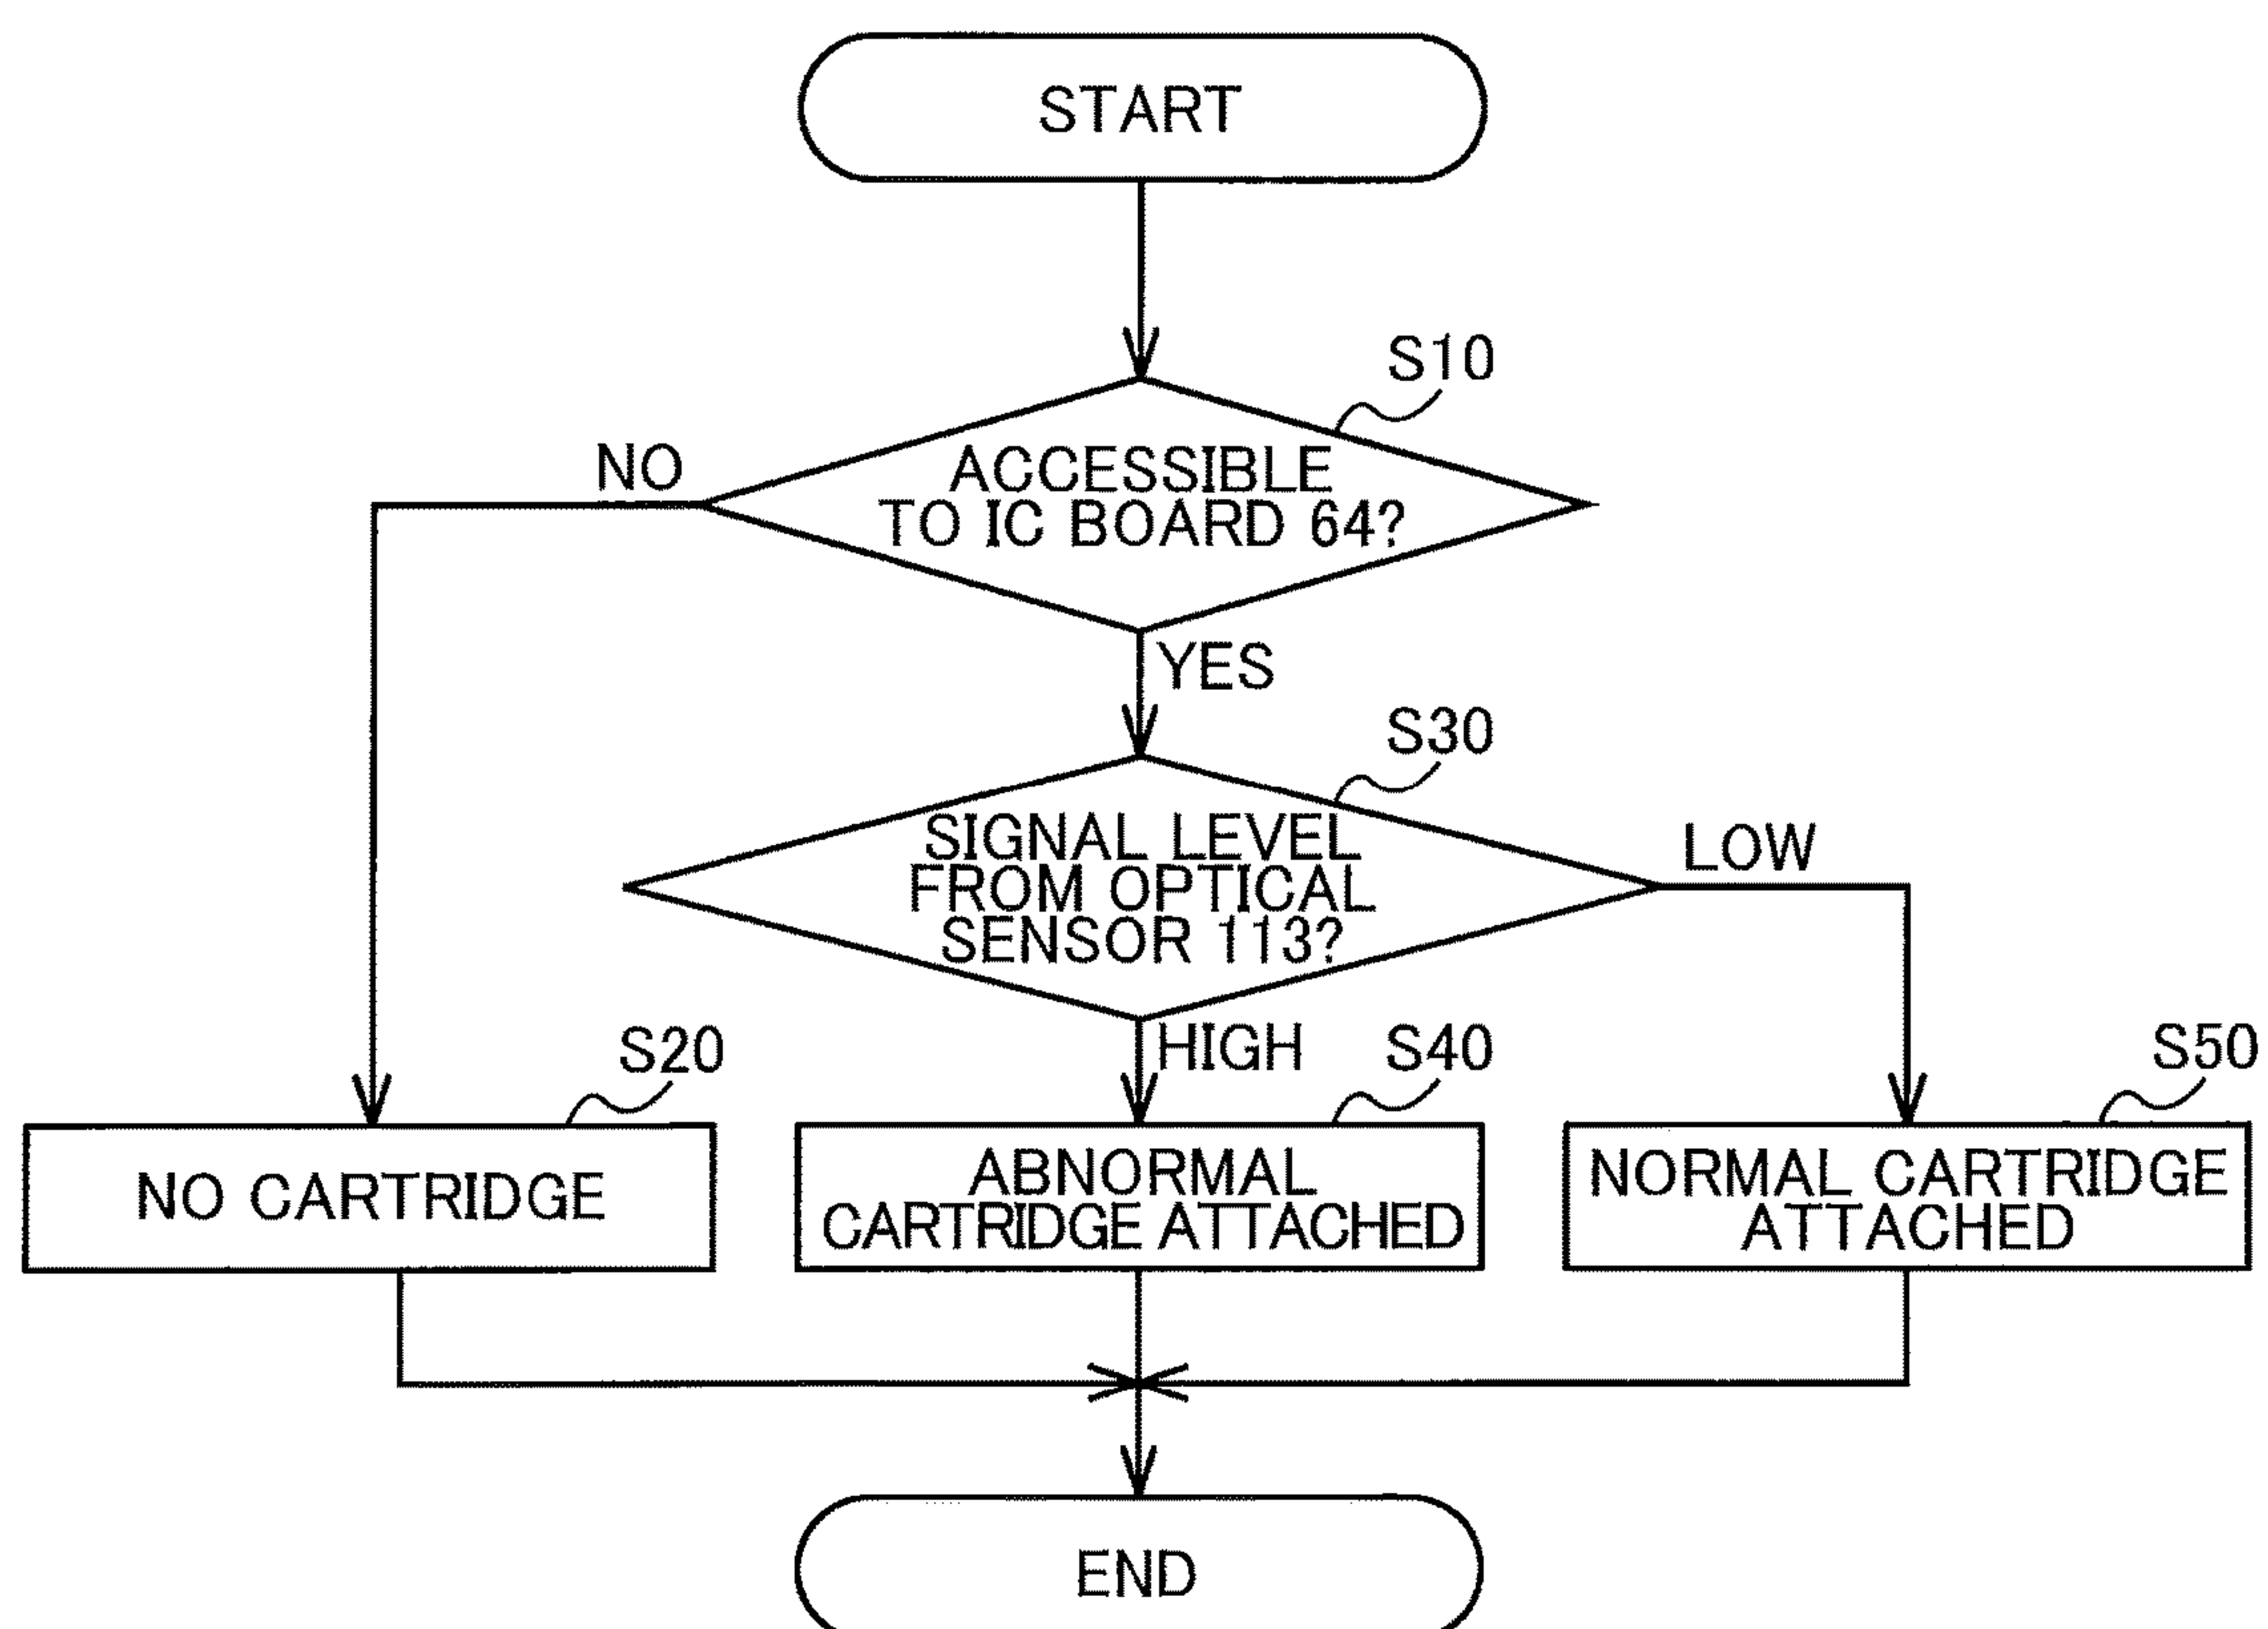 START
S10
NO
ACCESSIBLE
TO IC BOARD 64?
YES
S30
SIGNAL LEVEL
FROM OPTICAL
SENSOR 113?
LOW
HIGH
S20
NO CARTRIDGE
S40
ABNORMAL
CARTRIDGE ATTACHED
S50
NORMAL CARTRIDGE
ATTACHED
END